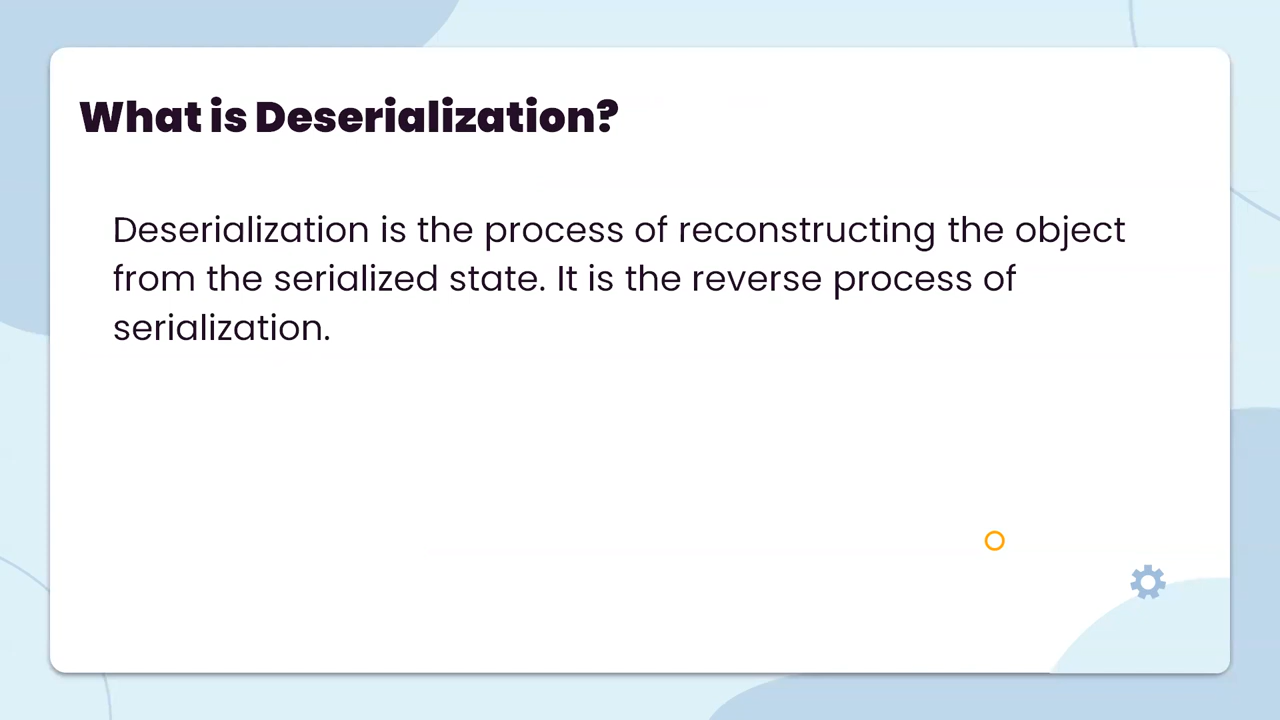 What is Deserialization?
Deserialization is the process of reconstructing the object
from the serialized state. It is the reverse process of
serialization.